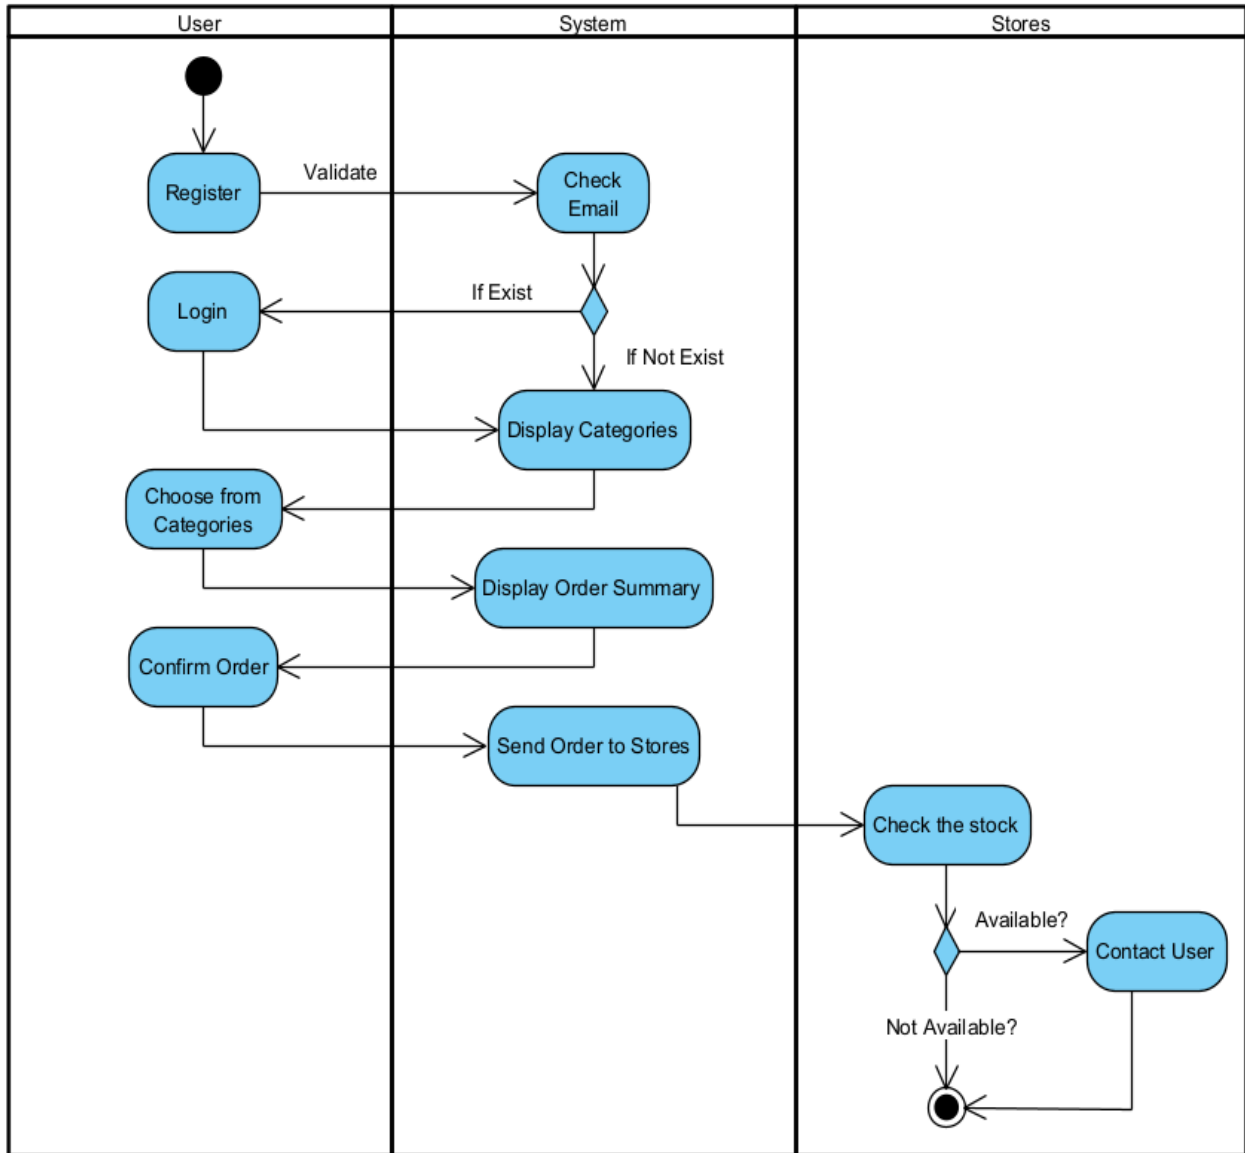 User
System
Stores
Register
Validate
Check
Email
Login
If Exist
If Not Exist
Display Categories
Choose from
Categories
Display Order Summary
Confirm Order
Send Order to Stores
Check the stock
Available?
Contact User
Not Available?